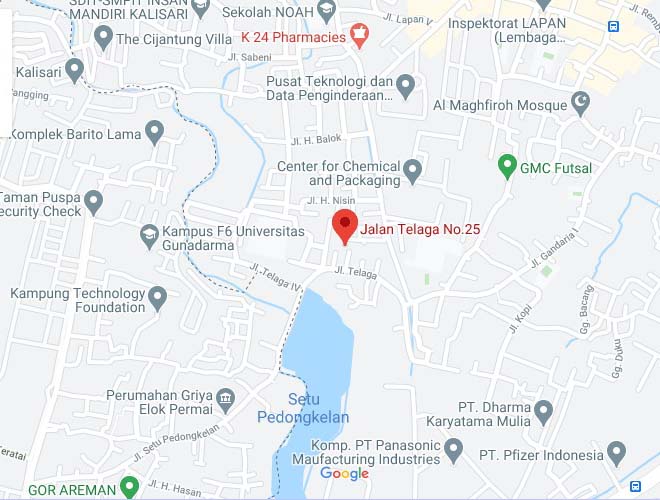 SDIT-SMPIT INSAN
MANDIRI KALISARI
Sekolah NOAH
Jl. Lapan V
Inspektorat LAPAN
(Lembaga...
The Cijantung Villa
K 24 Pharmacies
Jl. Sabeni
Kalisari
Pusat Teknologi dan
Data Penginderaan...
Al Maghfiroh Mosque
Komplek Barito Lama
Jl. H. Balok
Center for Chemical
and Packaging
GMC Futsal
Taman Puspa
Security Check
Jl. H. Nisin
Kampus F6 Universitas
Gunadarma
Jalan Telaga No.25
Jl. Gandaria I
Jl. Telaga IV
Jl. Telaga
Kampung Technology
Foundation
Jl. Kopi
Gg. Bacang
Gg. Duku
Perumahan Griya
Elok Permai
Setu
Pedongkelan
PT. Dharma
Karyatama Mulia
Jl. Setu Pedongkelan
Komp. PT Panasonic
Maufacturing Industries
PT. Pfizer Indonesia
Teratai
Google
GOR AREMAN
Jl. H. Hasan